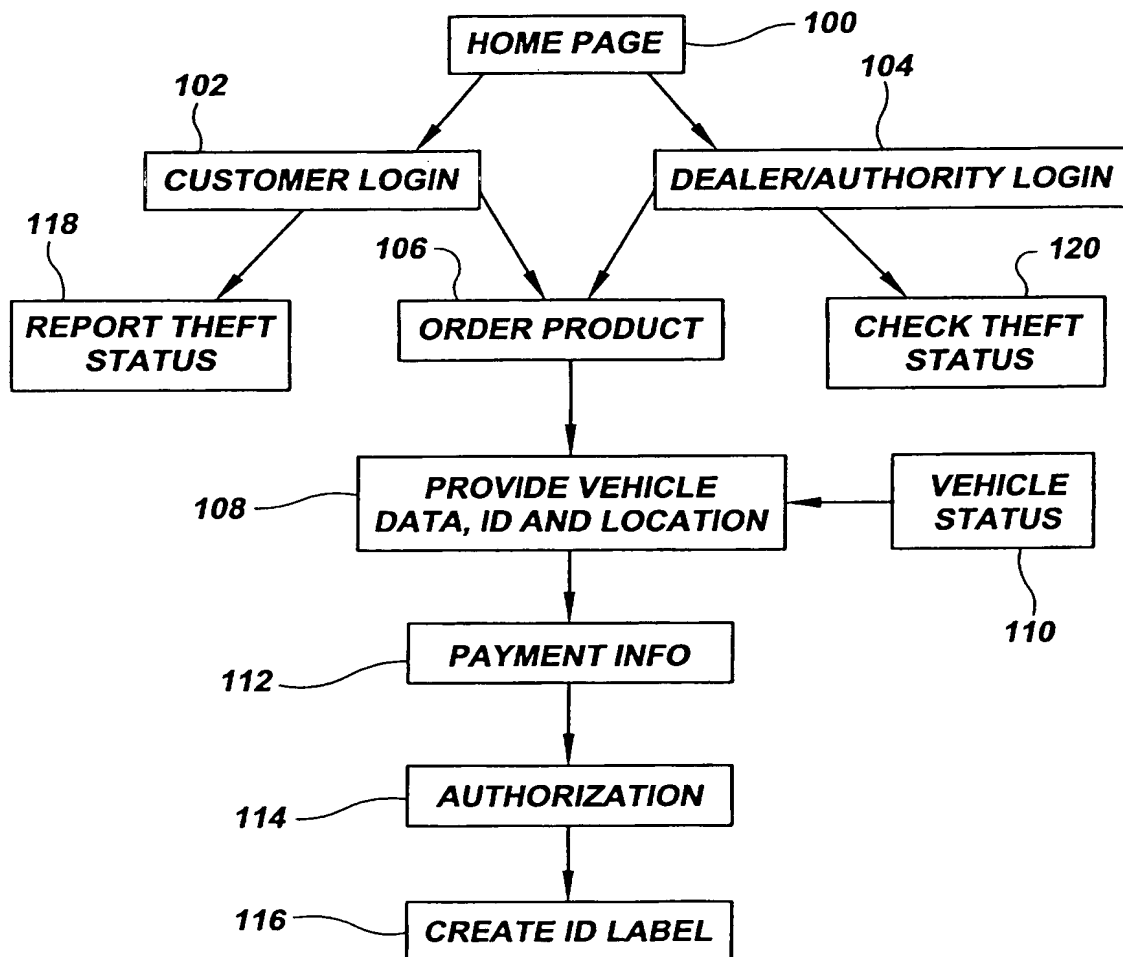 HOME PAGE
100
102
104
CUSTOMER LOGIN
DEALER/AUTHORITY LOGIN
118
106
120
REPORT THEFT
STATUS
ORDER PRODUCT
CHECK THEFT
STATUS
108
PROVIDE VEHICLE
DATA, ID AND LOCATION
VEHICLE
STATUS
110
112
PAYMENT INFO
114
AUTHORIZATION
116
CREATE ID LABEL